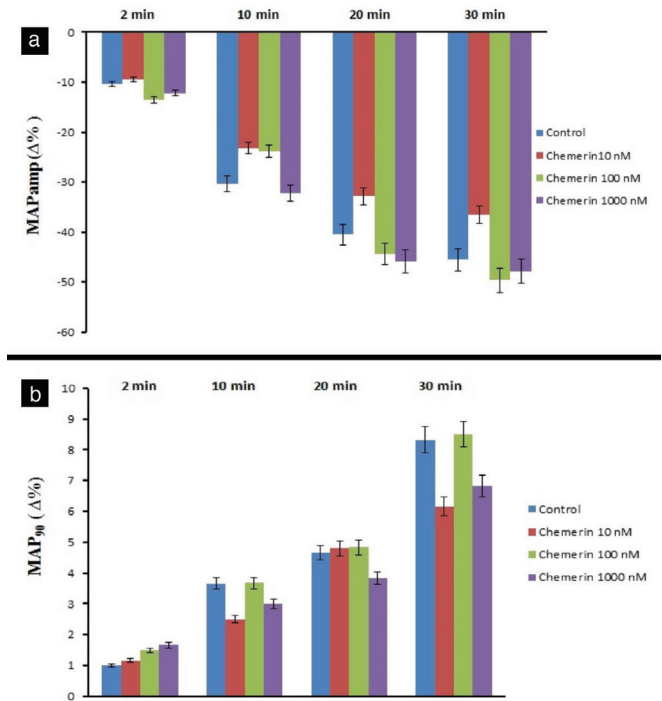 a
2 min 10 min 20 min 30 min
0
-10
-20
-30
-40
-50
-60
MAPamp (Δ%)
Control
Chemerin10 nM
Chemerin 100 nM
Chemerin 1000 nM
b
2 min 10 min 20 min 30 min
10
9
8
7
6
5
4
3
2
1
0
MAP90 ( Δ%)
Control
Chemerin 10 nM
Chemerin 100 nM
Chemerin 1000 nM